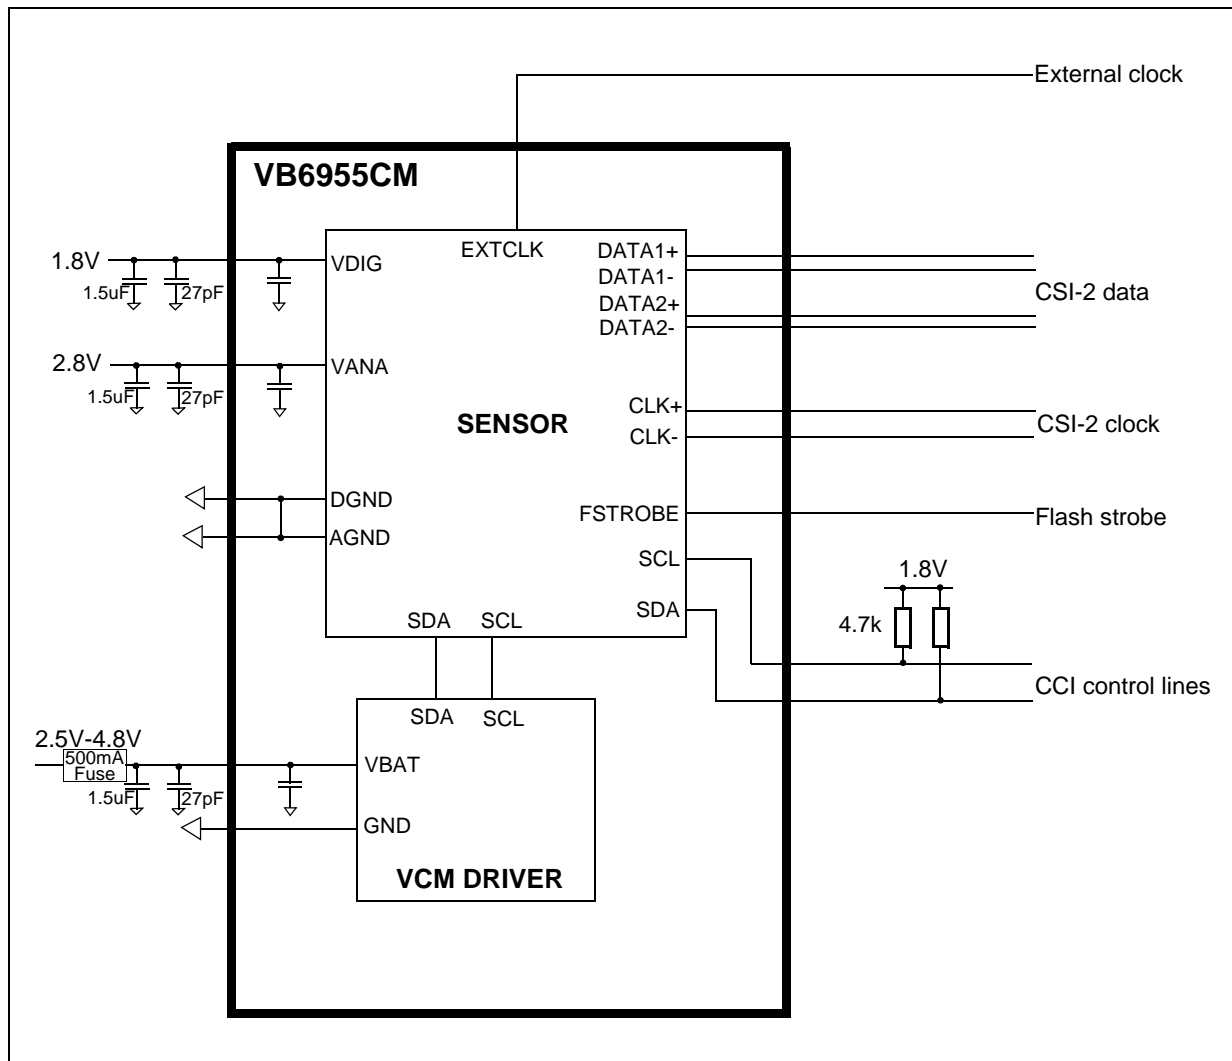 External clock
VB6955CM
EXTCLK
DATA1+
DATA1-
DATA2+
DATA2-
CSI-2 data
1.8V
VDIG
1.5uF
27pF
2.8V
VANA
1.5uF
27pF
SENSOR
CLK+
CLK-
CSI-2 clock
DGND
AGND
FSTROBE
Flash strobe
SCL
SDA
1.8V
4.7k
CCI control lines
SDA
SCL
SDA
SCL
2.5V-4.8V
500mA
Fuse
1.5uF
27pF
VBAT
GND
VCM DRIVER